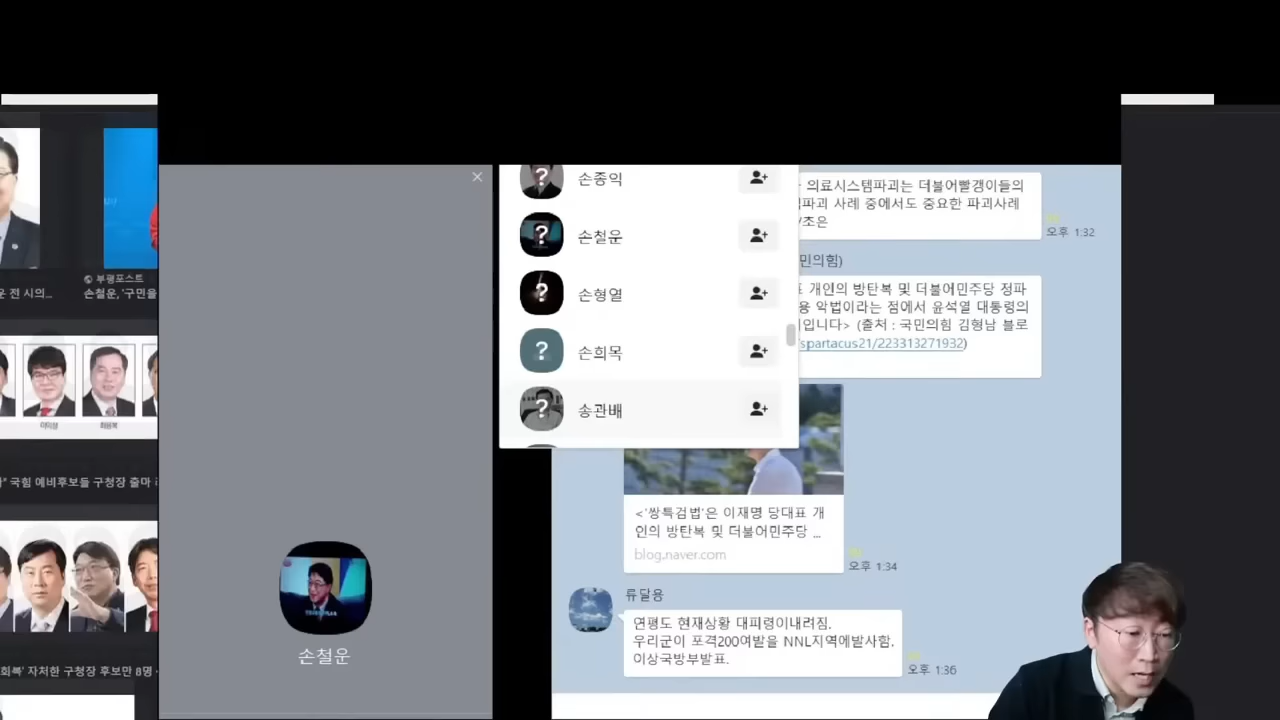 부평포스트
운 전 시의...
손철운, '구민을
이미상
국힘 예비후보들 구청장 출마
자처한 구청장 후보만 8명
손철운
손종익
손철운
손형열
손희목
송관배
의료시스템파괴는 더불어빨갱이들의
파괴 사례 중에서도 중요한 파괴사례
초은
오후 1:32
민의힘)
개인의 방탄복 및 더불어민주당 정파
용 악법이라는 점에서 윤석열 대통령의
입니다> (출처 : 국민의힘 김형남 블로
spartacus21/223313271932)
<'쌍특검법'은 이재명 당대표 개
인의 방탄복 및 더불어민주당 ...
blog.naver.com
오후 1:34
류달용
연평도 현재상황 대피령이내려짐.
우리군이 포격200여발을 NNL지역에발사함.
이상국방부발표.
오후 1:36